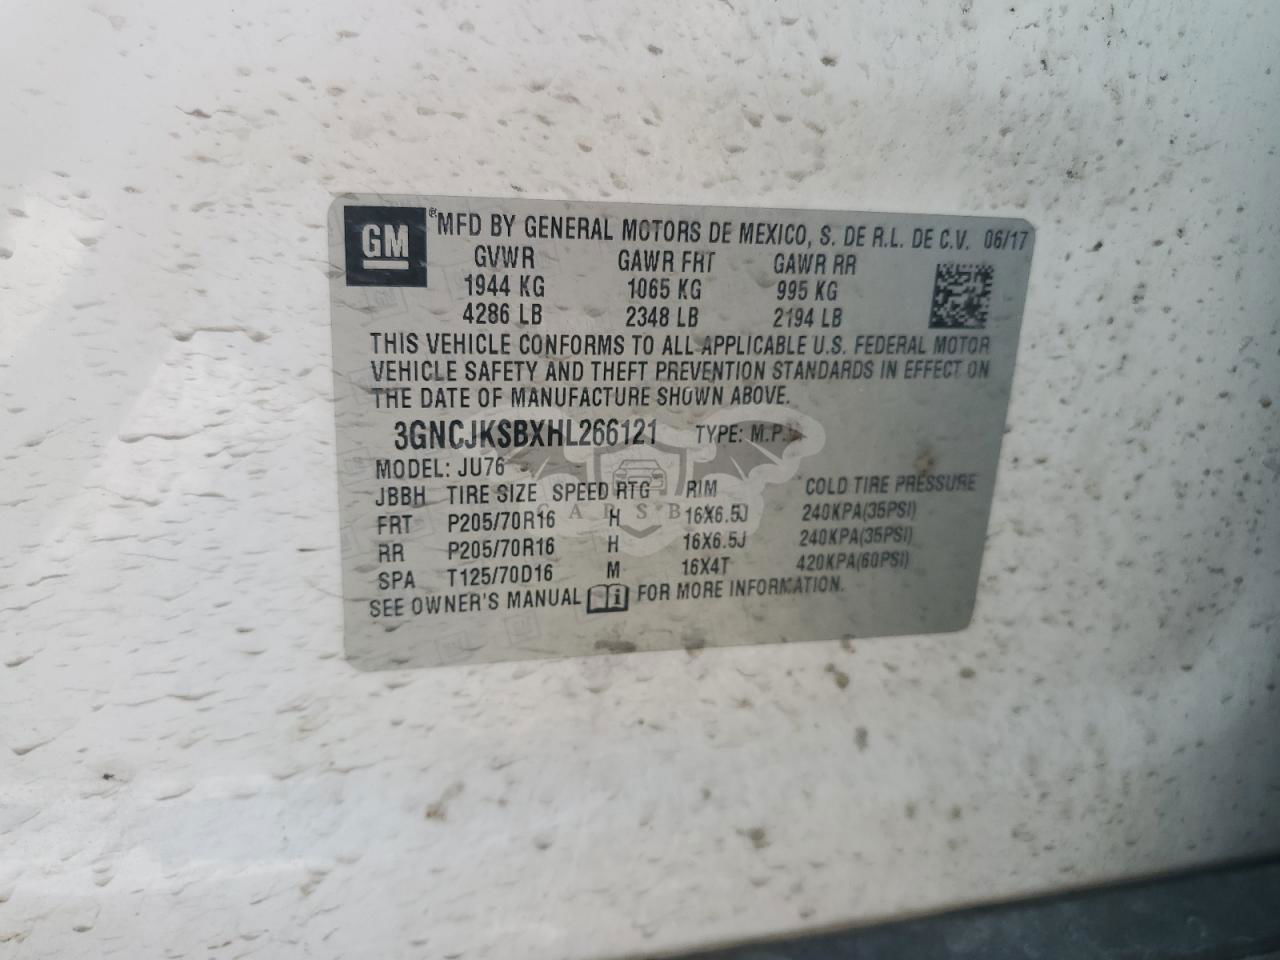 GM ® MFD BY GENERAL MOTORS DE MEXICO, S. DE R.L. DE C.V. 06/17
GVWR GAWR FRT GAWR RR
1944 KG 1065 KG 995 KG
4286 LB 2348 LB 2194 LB
THIS VEHICLE CONFORMS TO ALL APPLICABLE U.S. FEDERAL MOTOR
VEHICLE SAFETY AND THEFT PREVENTION STANDARDS IN EFFECT ON
THE DATE OF MANUFACTURE SHOWN ABOVE.
3GNCJKSBXHL266121 TYPE: M.P.V.
MODEL: JU76
JBBH TIRE SIZE SPEED RTG RIM COLD TIRE PRESSURE
FRT P205/70R16 H 16X6.5J 240KPA(35PSI)
RR P205/70R16 H 16X6.5J 240KPA(35PSI)
SPA T125/70D16 M 16X4T 420KPA(60PSI)
SEE OWNER'S MANUAL i FOR MORE INFORMATION.